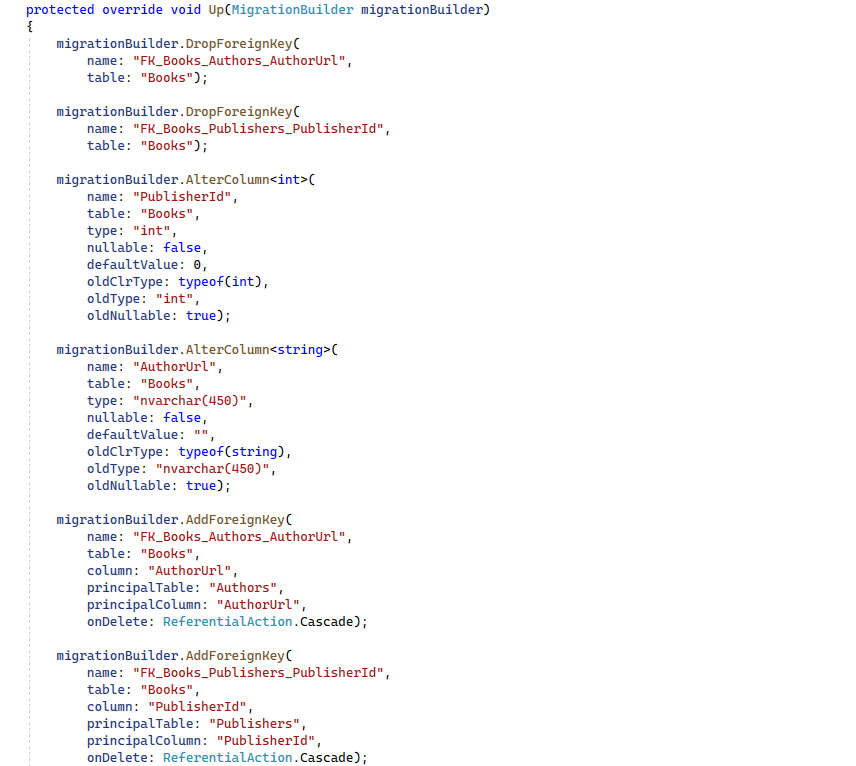 protected override void Up(MigrationBuilder migrationBuilder)
{
migrationBuilder.DropForeignKey(
name: "FK_Books_Authors_AuthorUrl",
table: "Books");
migrationBuilder.DropForeignKey(
name: "FK_Books_Publishers_PublisherId",
table: "Books");
migrationBuilder.AlterColumn<int>(
name: "PublisherId",
table: "Books",
type: "int",
nullable: false,
defaultValue: 0,
oldClrType: typeof(int),
oldType: "int",
oldNullable: true);
migrationBuilder.AlterColumn<string>(
name: "AuthorUrl",
table: "Books",
type: "nvarchar(450)",
nullable: false,
defaultValue: "",
oldClrType: typeof(string),
oldType: "nvarchar(450)",
oldNullable: true);
migrationBuilder.AddForeignKey(
name: "FK_Books_Authors_AuthorUrl",
table: "Books",
column: "AuthorUrl",
principalTable: "Authors",
principalColumn: "AuthorUrl",
onDelete: ReferentialAction.Cascade);
migrationBuilder.AddForeignKey(
name: "FK_Books_Publishers_PublisherId",
table: "Books",
column: "PublisherId",
principalTable: "Publishers",
principalColumn: "PublisherId",
onDelete: ReferentialAction.Cascade);